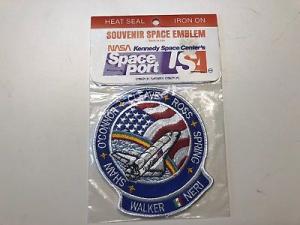 HEAT SEAL IRON ON
SOUVENIR SPACE EMBLEM
NASA Kennedy Space Center's
Space
port USA
O'CONNOR CLEAVE ROSS SPRING
SHAW WALKER NERI